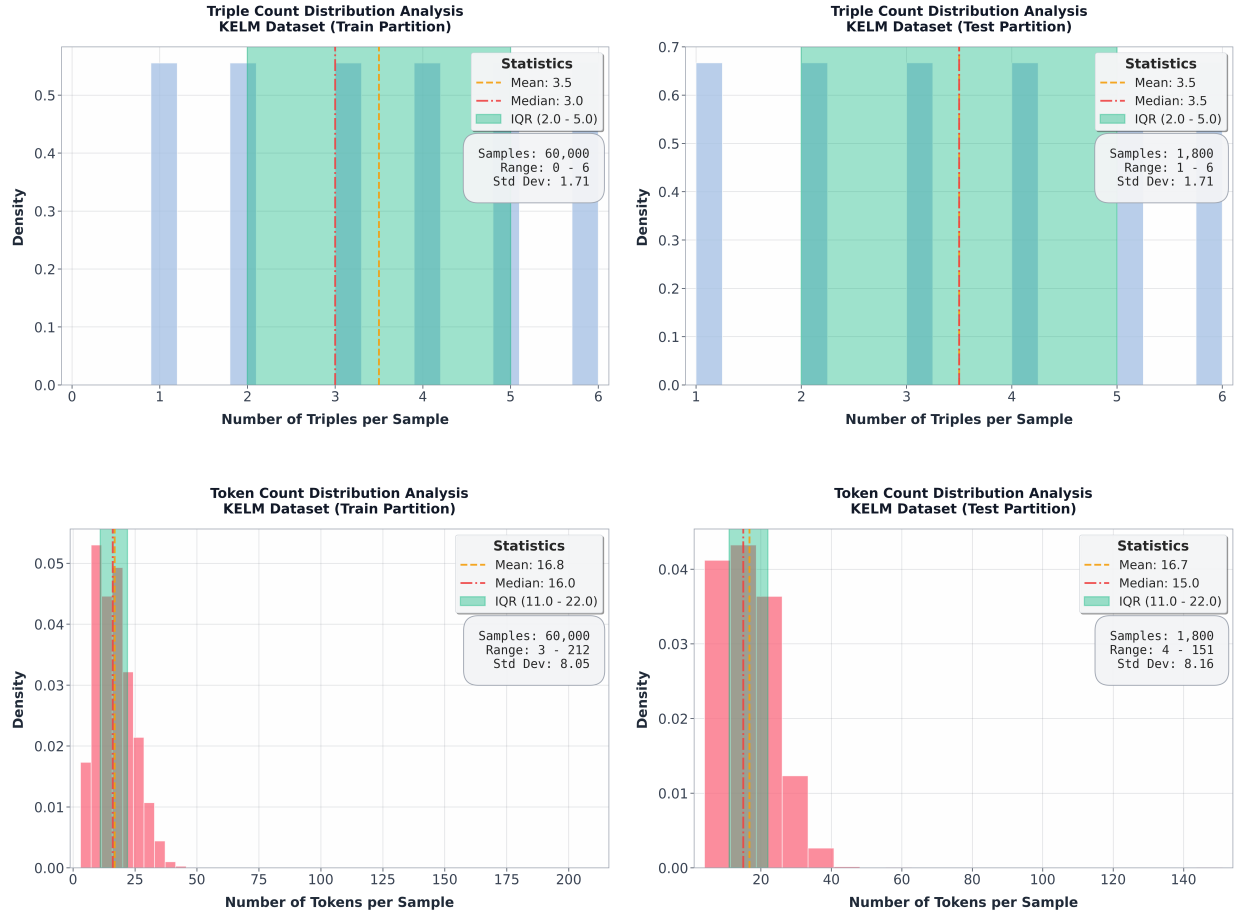 Triple Count Distribution Analysis
KELM Dataset (Train Partition)
Density
0.0
0.1
0.2
0.3
0.4
0.5
0
1
2
3
4
5
6
Number of Triples per Sample
Statistics
Mean: 3.5
Median: 3.0
IQR (2.0 - 5.0)
Samples: 60,000
Range: 0 - 6
Std Dev: 1.71
Triple Count Distribution Analysis
KELM Dataset (Test Partition)
Density
0.0
0.1
0.2
0.3
0.4
0.5
0.6
0.7
1
2
3
4
5
6
Number of Triples per Sample
Statistics
Mean: 3.5
Median: 3.5
IQR (2.0 - 5.0)
Samples: 1,800
Range: 1 - 6
Std Dev: 1.71
Token Count Distribution Analysis
KELM Dataset (Train Partition)
Density
0.00
0.01
0.02
0.03
0.04
0.05
0
25
50
75
100
125
150
175
200
Number of Tokens per Sample
Statistics
Mean: 16.8
Median: 16.0
IQR (11.0 - 22.0)
Samples: 60,000
Range: 3 - 212
Std Dev: 8.05
Token Count Distribution Analysis
KELM Dataset (Test Partition)
Density
0.00
0.01
0.02
0.03
0.04
20
40
60
80
100
120
140
Number of Tokens per Sample
Statistics
Mean: 16.7
Median: 15.0
IQR (11.0 - 22.0)
Samples: 1,800
Range: 4 - 151
Std Dev: 8.16